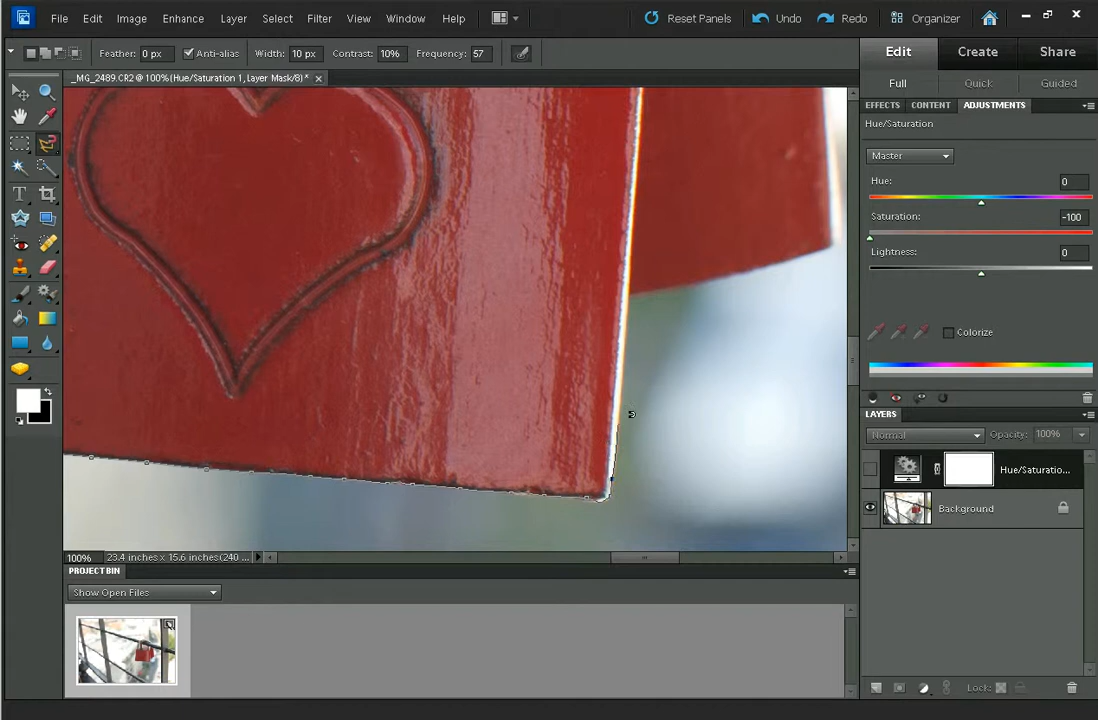 File Edit Image Enhance Layer Select Filter View Window Help Reset Panels Undo Redo Organizer
Feather: 0 px Anti-alias Width: 10 px Contrast: 10% Frequency: 57
Edit Create Share
_MG_2489.CR2 @ 100%(Hue/Saturation 1, Layer Mask/8)*
Full Quick Guided
EFFECTS CONTENT ADJUSTMENTS
Hue/Saturation
Master
Hue: 0
Saturation: -100
Lightness: 0
Colorize
LAYERS
Normal Opacity: 100%
Hue/Saturatio...
Background
100% 23.4 inches x 15.6 inches (240 ...
PROJECT BIN
Show Open Files
Lock: